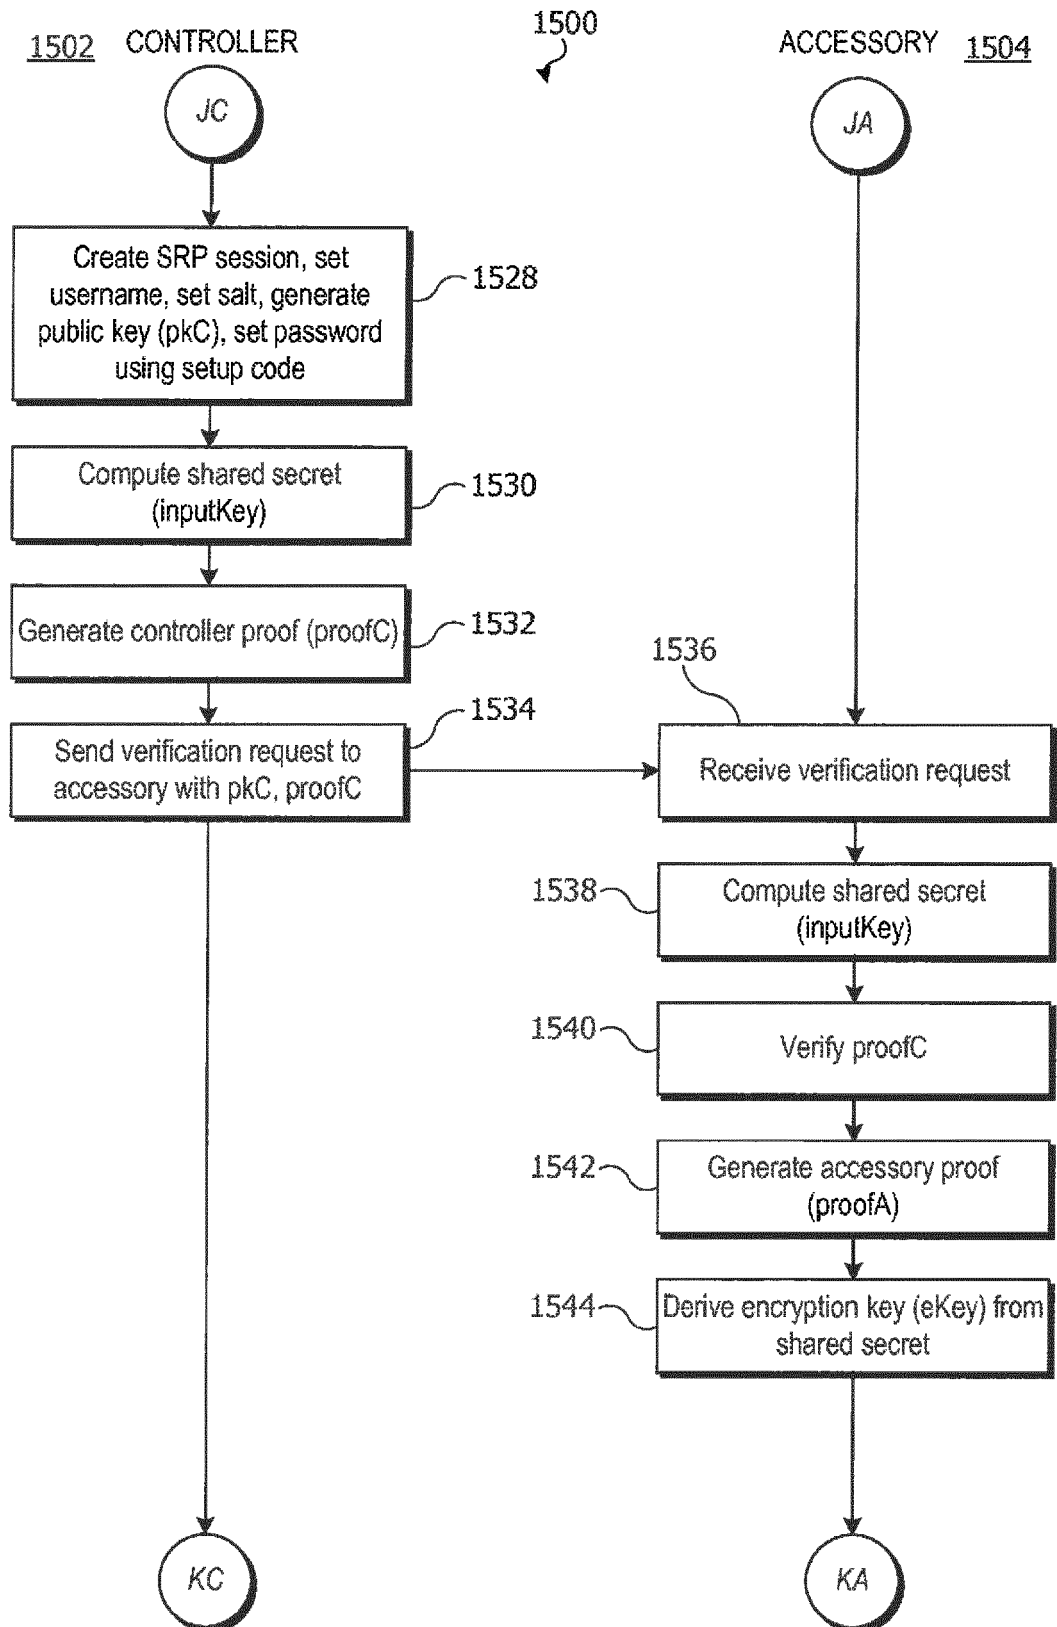 1502 CONTROLLER
1500
ACCESSORY 1504
JC
JA
Create SRP session, set
username, set salt, generate
public key (pkC), set password
using setup code
1528
Compute shared secret
(inputKey)
1530
Generate controller proof (proofC)
1532
Send verification request to
accessory with pkC, proofC
1534
1536
Receive verification request
1538
Compute shared secret
(inputKey)
1540
Verify proofC
1542
Generate accessory proof
(proofA)
1544
Derive encryption key (eKey) from
shared secret
KC
KA